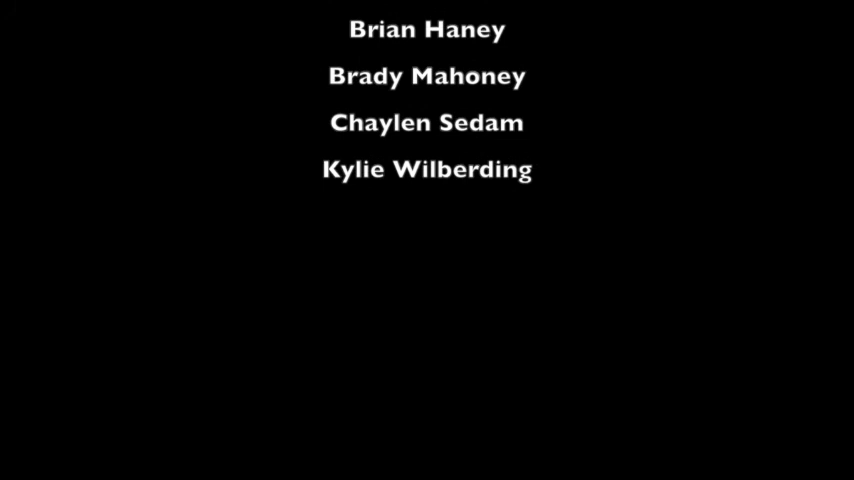 Brian Haney
Brady Mahoney
Chaylen Sedam
Kylie Wilberding